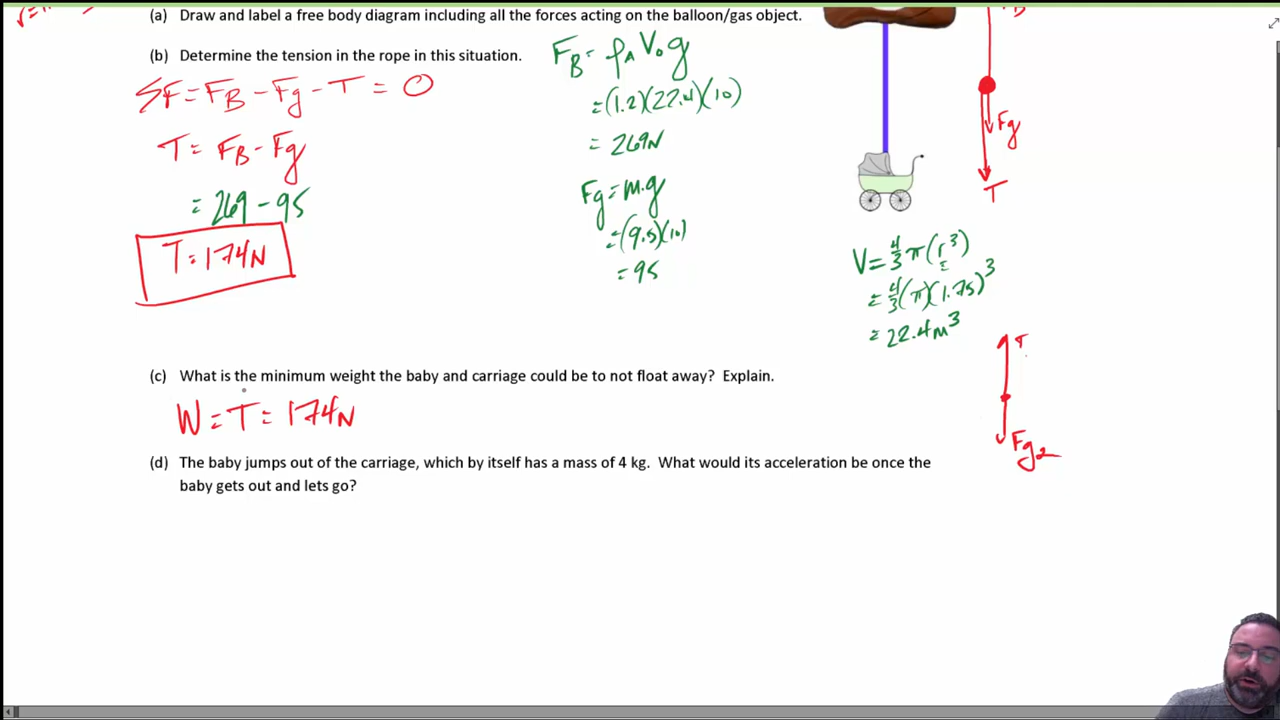 (a) Draw and label a free body diagram including all the forces acting on the balloon/gas object.
(b) Determine the tension in the rope in this situation.
ΣF = FB - Fg - T = 0
T = FB - Fg
= 269 - 95
T = 174N
FB = ρA Vo g
= (1.2)(22.4)(10)
= 269N
Fg = m·g
= (9.5)(10)
= 95
Fg
T
V = 4/3 π (r³)
= 4/3 (π)(1.75)³
= 22.4m³
T
Fg2
(c) What is the minimum weight the baby and carriage could be to not float away? Explain.
W = T = 174N
(d) The baby jumps out of the carriage, which by itself has a mass of 4 kg. What would its acceleration be once the
baby gets out and lets go?